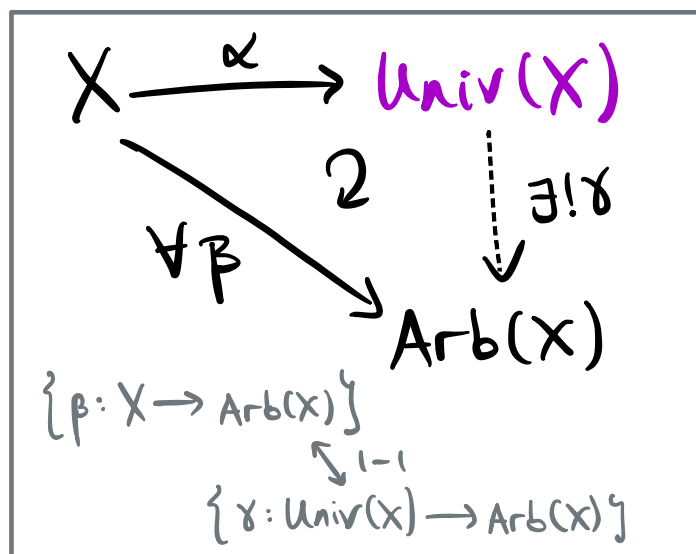 α
X → Univ(X)
∀β
∃!γ
Arb(X)
{β: X → Arb(X)}
↕ 1-1
{γ: Univ(X) → Arb(X)}